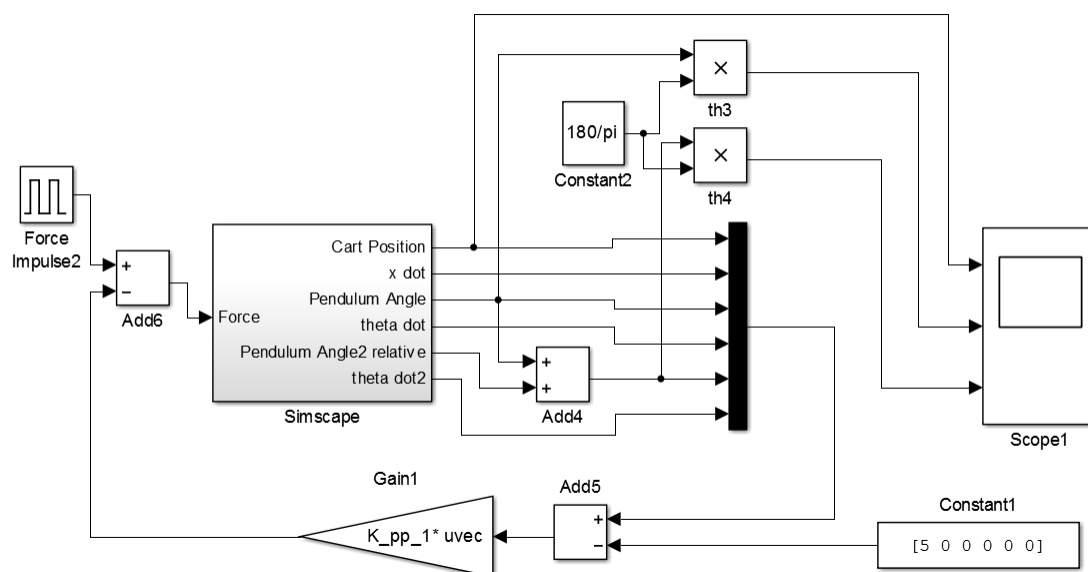 ×
th3
180/pi
Constant2
×
th4
Force
Impulse2
+
−
Add6
Force
Cart Position
x dot
Pendulum Angle
theta dot
Pendulum Angle2 relative
theta dot2
Simscape
+
+
Add4
Scope1
Gain1
K_pp_1* uvec
Add5
+
−
Constant1
[5 0 0 0 0 0]